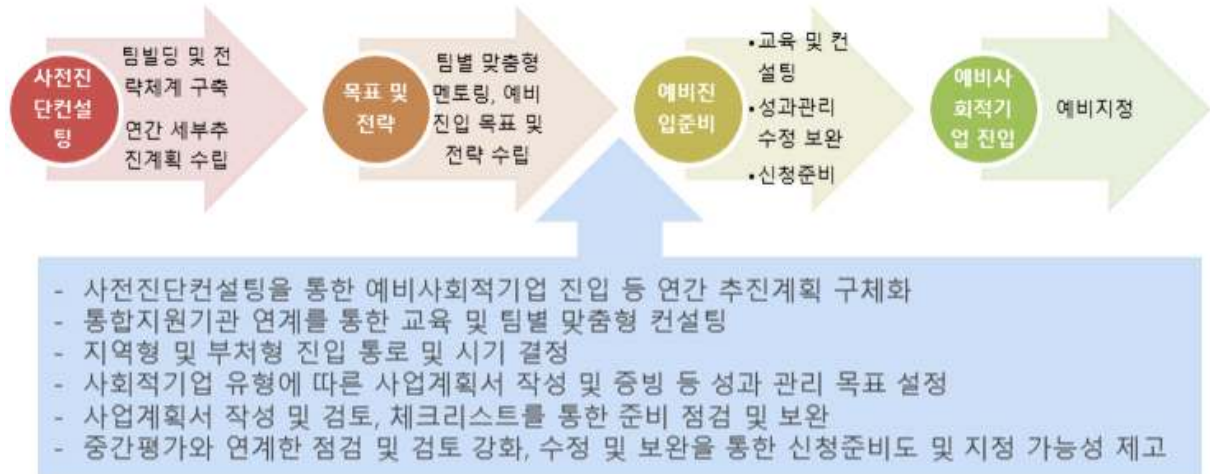 사전진
단컨설
팅
팀빌딩 및 전
략체계 구축
연간 세부추
진계획 수립
목표 및
전략
팀별 맞춤형
멘토링, 예비
진입 목표 및
전략 수립
예비진
입준비
•교육 및 컨
설팅
•성과관리
수정 보완
•신청준비
예비사
회적기
업 진입
예비지정
- 사전진단컨설팅을 통한 예비사회적기업 진입 등 연간 추진계획 구체화
- 통합지원기관 연계를 통한 교육 및 팀별 맞춤형 컨설팅
- 지역형 및 부처형 진입 통로 및 시기 결정
- 사회적기업 유형에 따른 사업계획서 작성 및 증빙 등 성과 관리 목표 설정
- 사업계획서 작성 및 검토, 체크리스트를 통한 준비 점검 및 보완
- 중간평가와 연계한 점검 및 검토 강화, 수정 및 보완을 통한 신청준비도 및 지정 가능성 제고